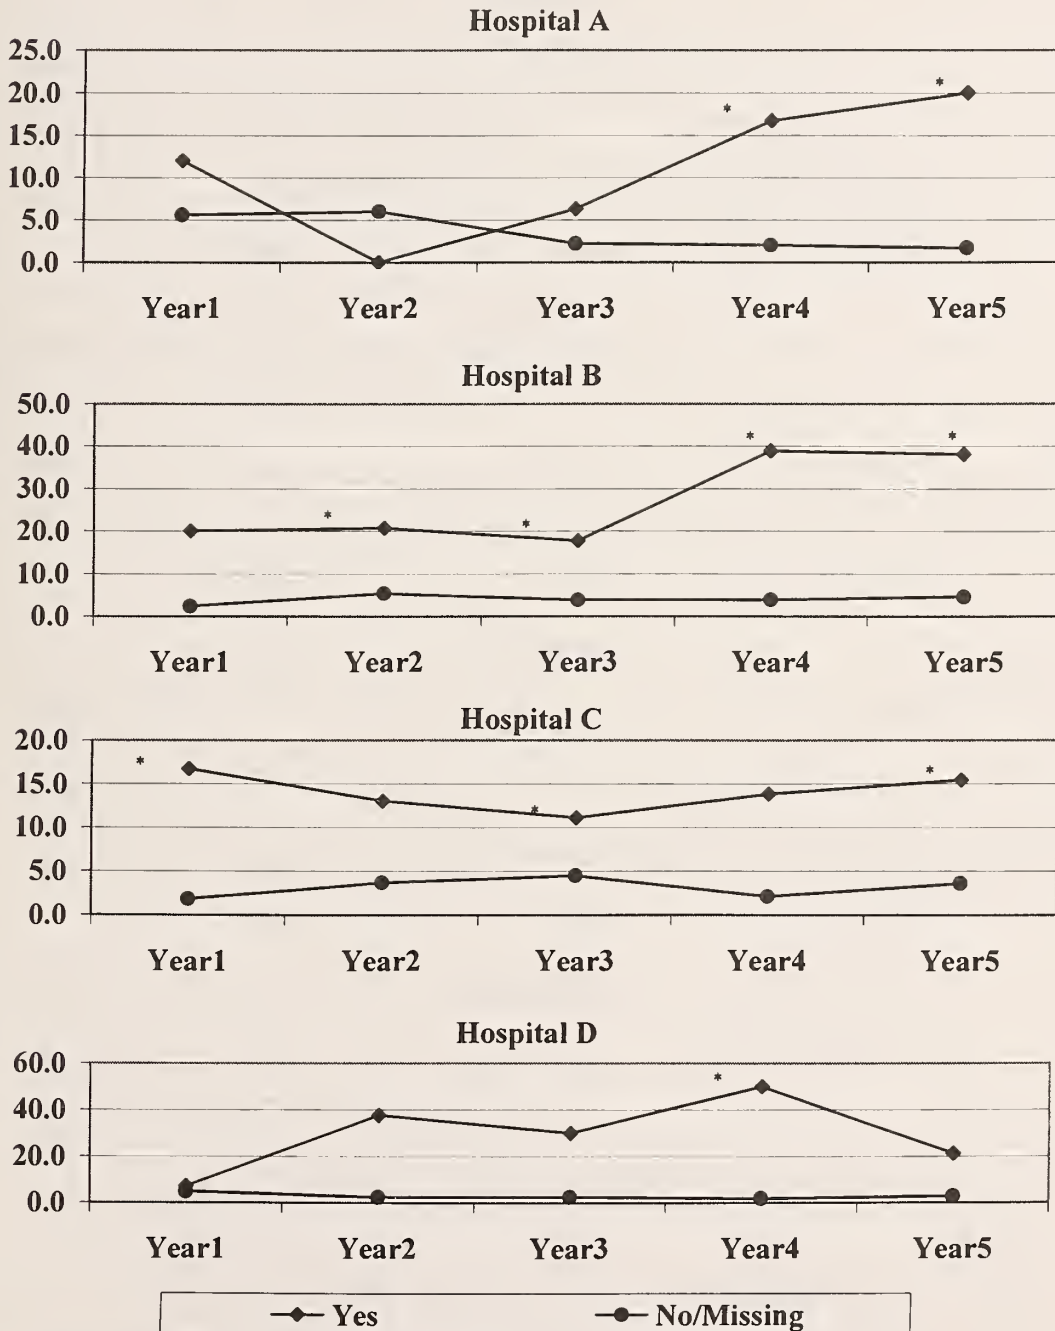 Hospital A
25.0
20.0
15.0
10.0
5.0
0.0
* *
Year1 Year2 Year3 Year4 Year5
Hospital B
50.0
40.0
30.0
20.0
10.0
0.0
* * * *
Year1 Year2 Year3 Year4 Year5
Hospital C
20.0
15.0
10.0
5.0
0.0
* * *
Year1 Year2 Year3 Year4 Year5
Hospital D
60.0
40.0
20.0
0.0
*
Year1 Year2 Year3 Year4 Year5
Yes No/Missing